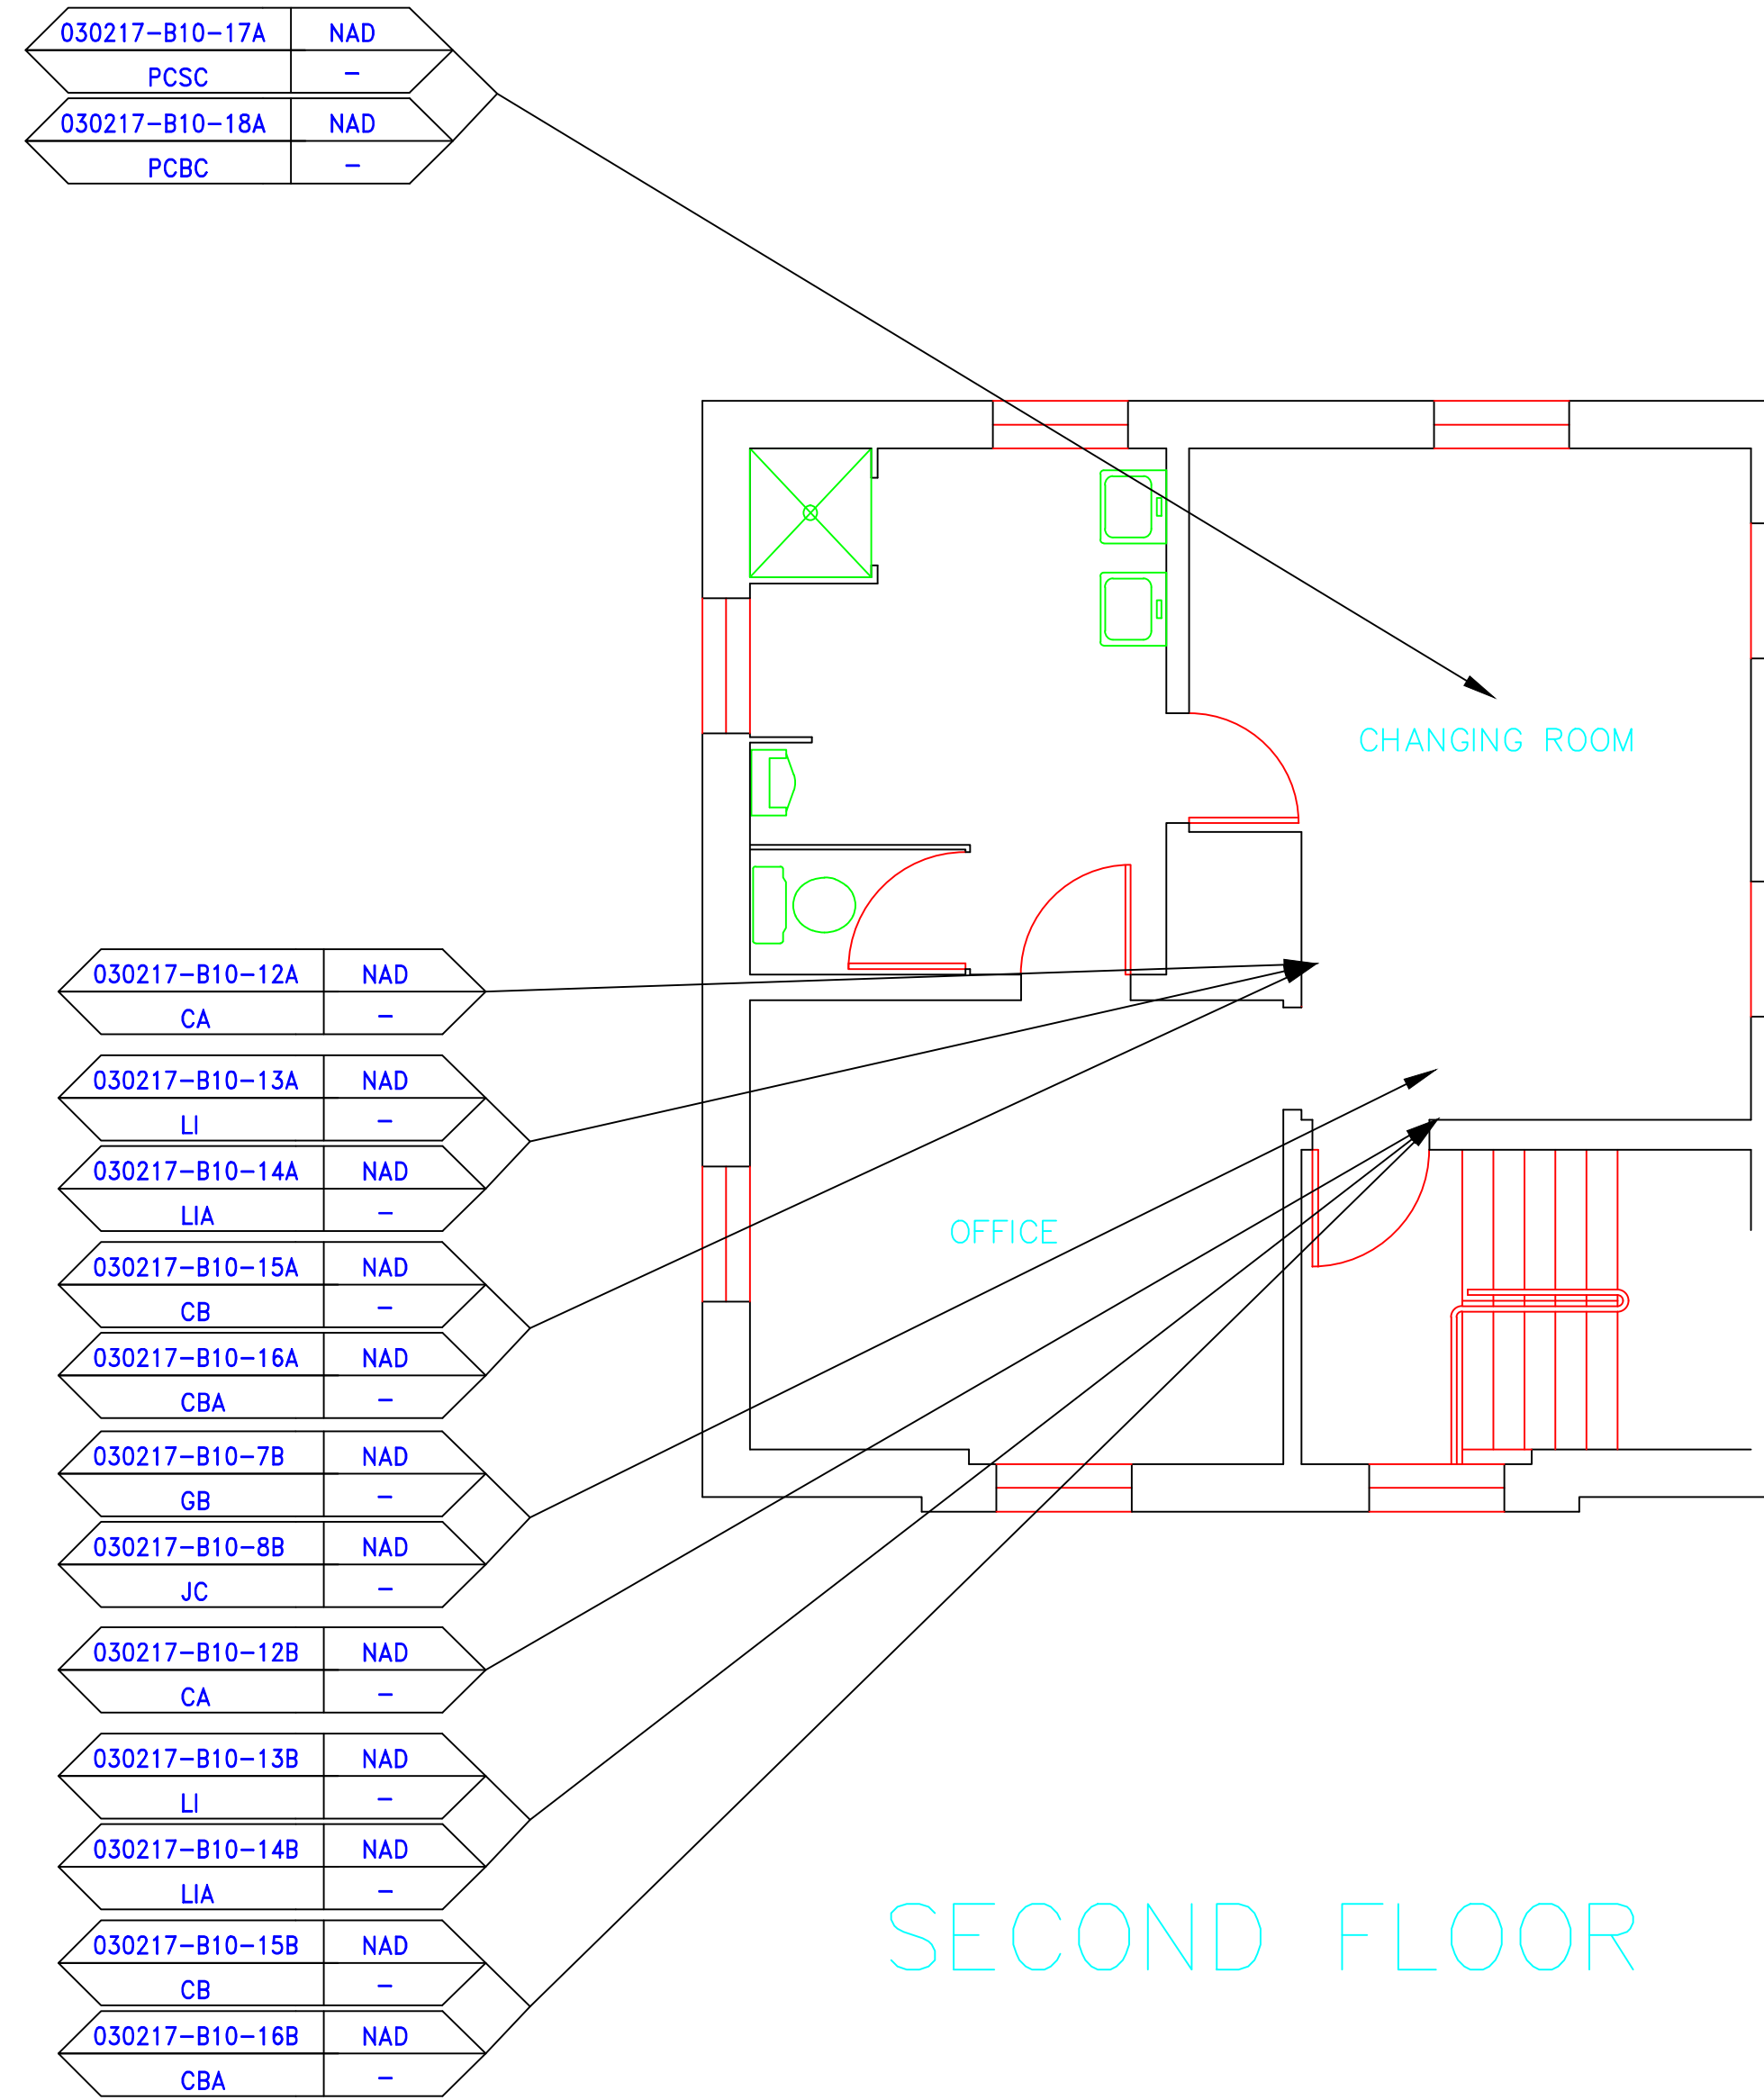 030217-B10-17A NAD
PCSC -
030217-B10-18A NAD
PCBC -
CHANGING ROOM
030217-B10-12A NAD
CA -
030217-B10-13A NAD
LI -
030217-B10-14A NAD
LIA -
OFFICE
030217-B10-15A NAD
CB -
030217-B10-16A NAD
CBA -
030217-B10-7B NAD
GB -
030217-B10-8B NAD
JC -
030217-B10-12B NAD
CA -
030217-B10-13B NAD
LI -
030217-B10-14B NAD
LIA -
030217-B10-15B NAD
CB -
030217-B10-16B NAD
CBA -
SECOND FLOOR